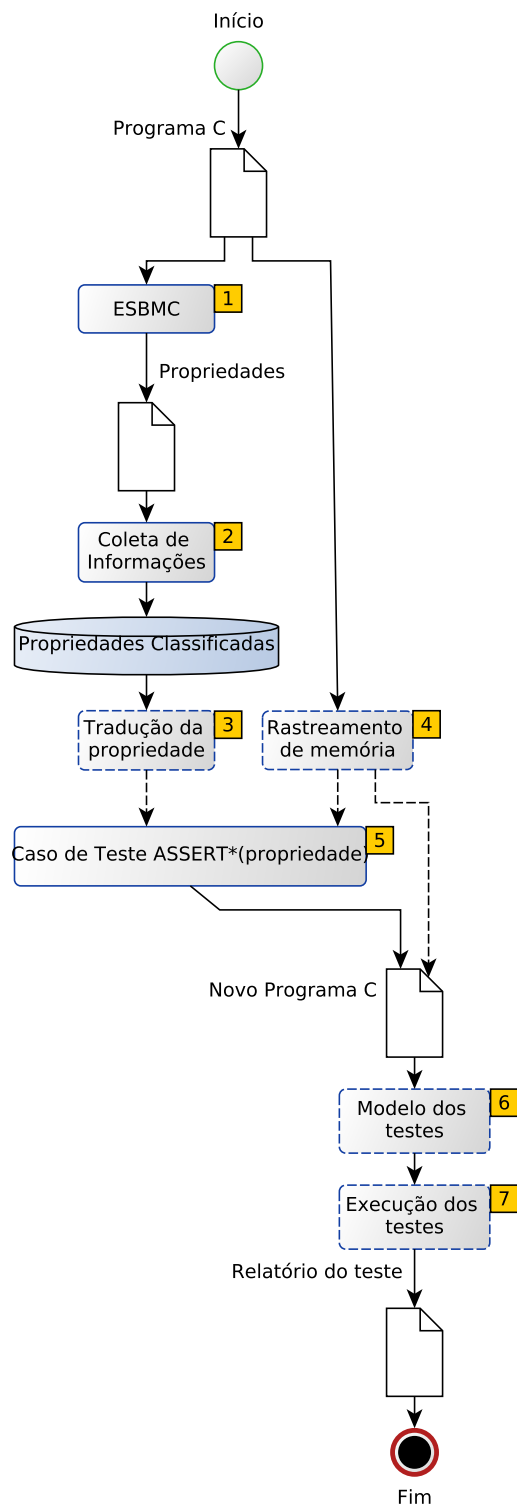 Início
Programa C
ESBMC
1
Propriedades
Coleta de
Informações
2
Propriedades Classificadas
Tradução da
propriedade
3
Rastreamento
de memória
4
Caso de Teste ASSERT*(propriedade)
5
Novo Programa C
Modelo dos
testes
6
Execução dos
testes
7
Relatório do teste
Fim